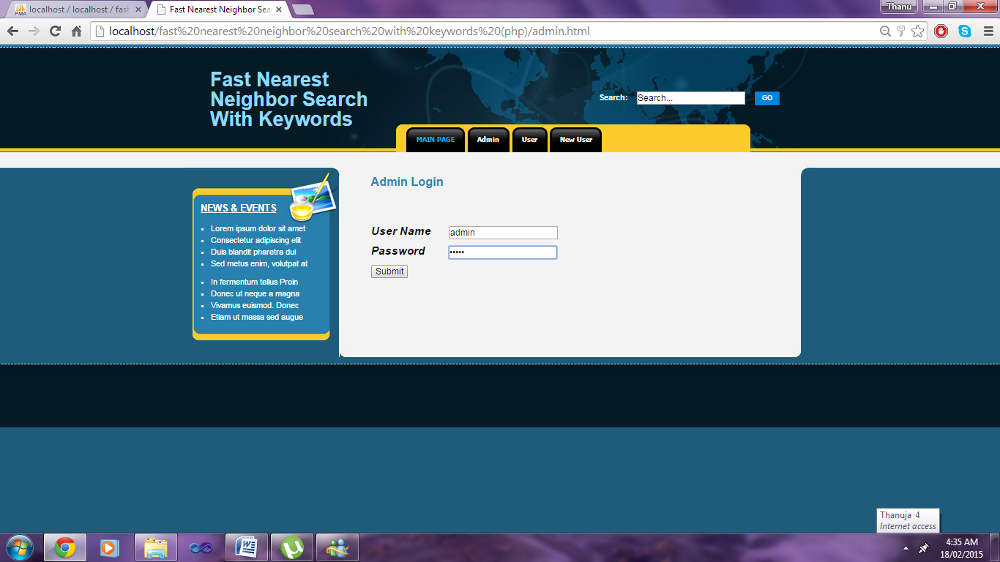 localhost / localhost / fast
Fast Nearest Neighbor Sea
Thanu
localhost/fast%20nearest%20neighbor%20search%20with%20keywords%20(php)/admin.html
Fast Nearest
Neighbor Search
With Keywords
Search:
Search...
GO
MAIN PAGE
Admin
User
New User
Admin Login
NEWS & EVENTS
Lorem ipsum dolor sit amet
Consectetur adipiscing elit
Duis blandit pharetra dui
Sed metus enim, volutpat at
In fermentum tellus Proin
Donec ut neque a magna
Vivamus euismod. Donec
Etiam ut massa sed augue
User Name
admin
Password
•••••
Submit
Thanuja 4
Internet access
4:35 AM
18/02/2015